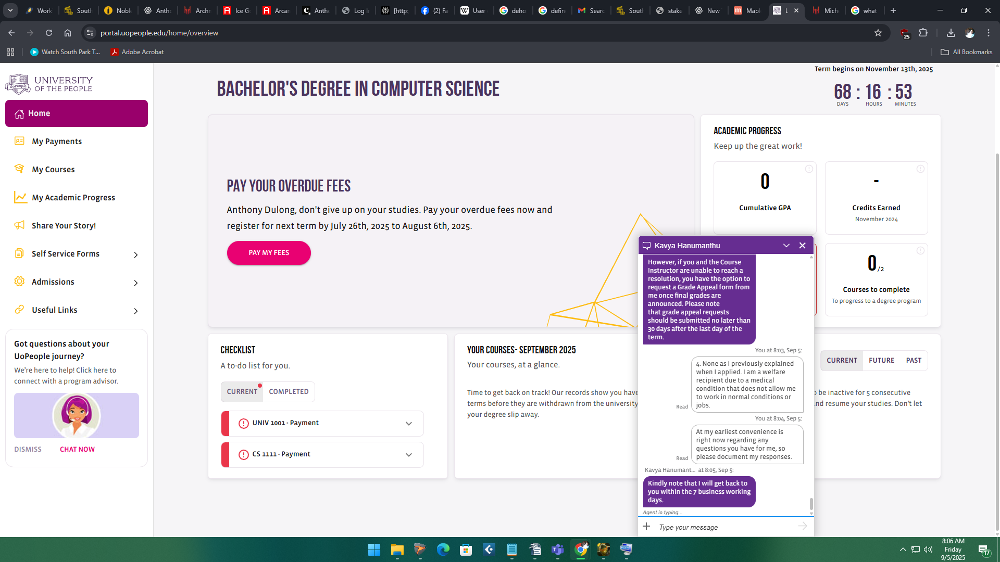 Work
South
Noble
Antho
Archm
Ice Go
Arcan
Antho
Log In
[https
(2) Fa
User
deho
define
Searc
South
stake
New
Maple
U
Miche
what
portal.uopeople.edu/home/overview
25
Watch South Park T...
Adobe Acrobat
All Bookmarks
UoPeople
UNIVERSITY
OF THE PEOPLE
Home
My Payments
My Courses
My Academic Progress
Share Your Story!
Self Service Forms
Admissions
Useful Links
Got questions about your
UoPeople journey?
We're here to help! Click here to
connect with a program advisor.
DISMISS
CHAT NOW
BACHELOR'S DEGREE IN COMPUTER SCIENCE
Term begins on November 13th, 2025
68 : 16 : 53
DAYS HOURS MINUTES
PAY YOUR OVERDUE FEES
Anthony Dulong, don't give up on your studies. Pay your overdue fees now and
register for next term by July 26th, 2025 to August 6th, 2025.
PAY MY FEES
ACADEMIC PROGRESS
Keep up the great work!
0
Cumulative GPA
-
Credits Earned
November 2024
0/2
Courses to complete
To progress to a degree program
CHECKLIST
A to-do list for you.
CURRENT
COMPLETED
UNIV 1001 - Payment
CS 1111 - Payment
YOUR COURSES- SEPTEMBER 2025
Your courses, at a glance.
CURRENT
FUTURE
PAST
Time to get back on track! Our records show you have
o be inactive for 5 consecutive
terms before they are withdrawn from the university
nd resume your studies. Don't let
your degree slip away.
Kavya Hanumanthu
However, if you and the Course
Instructor are unable to reach a
resolution, you have the option to
request a Grade Appeal form from
me once final grades are
announced. Please note
that grade appeal requests
should be submitted no later than
30 days after the last day of the
term.
You at 8:03, Sep 5:
4. None as I previously explained
when I applied. I am a welfare
recipient due to a medical
condition that does not allow me
to work in normal conditions or
jobs.
Read
You at 8:04, Sep 5:
At my earliest convenience is
right now regarding any
questions you have for me, so
please document my responses.
Read
Kavya Hanumant... at 8:05, Sep 5:
Kindly note that I will get back to
you within the 7 business working
days.
Agent is typing...
Type your message
8:06 AM
Friday
9/5/2025
17